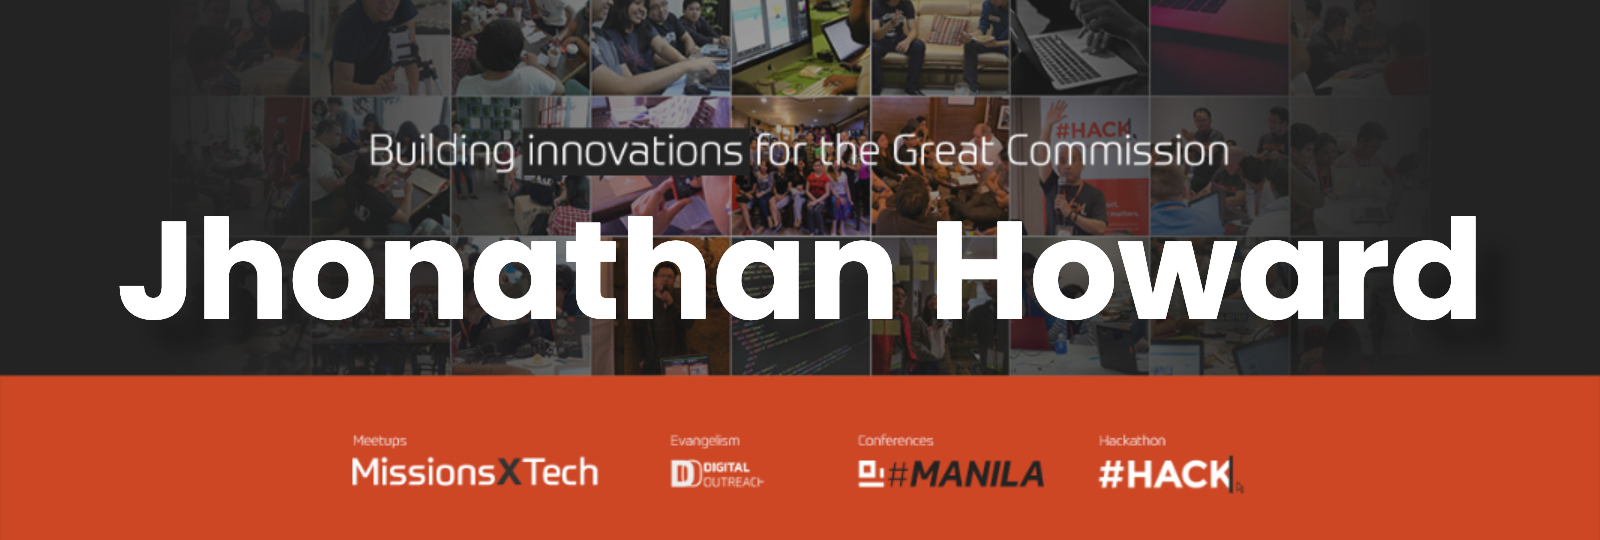 #HACK
Building innovations for the Great Commission
Jhonathan Howard
Meetups
MissionsXTech
Evangelism
DIGITAL
OUTREACH
Conferences
#MANILA
Hackathon
#HACK